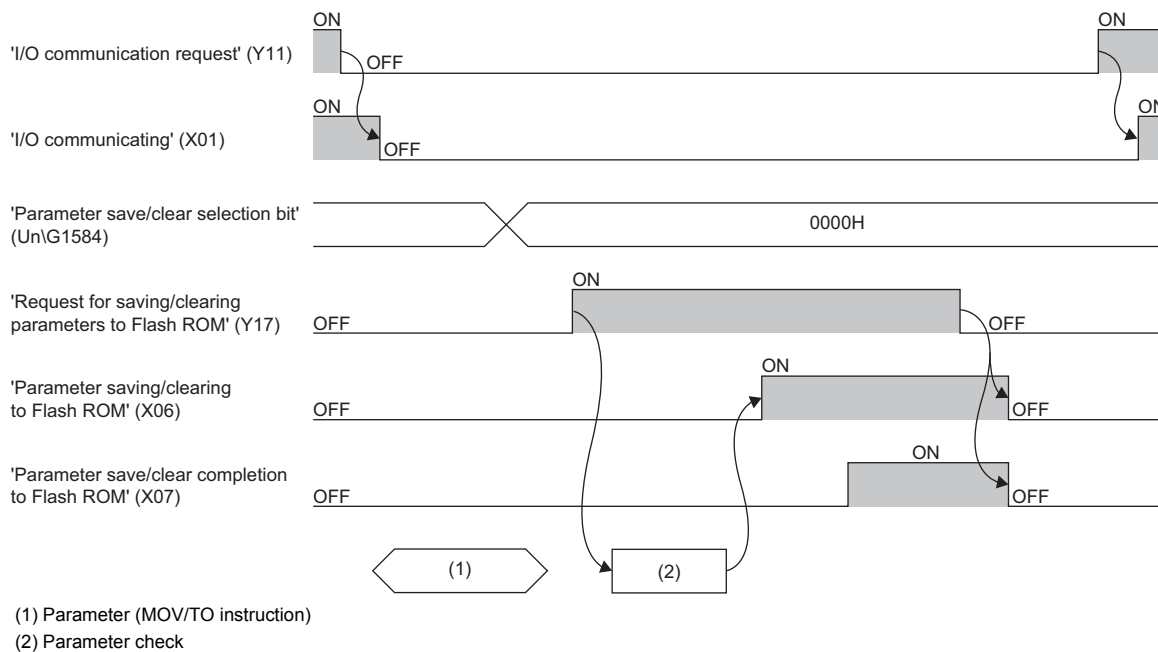 ON
ON
'I/O communication request' (Y11)
OFF
ON
ON
'I/O communicating' (X01)
OFF
'Parameter save/clear selection bit'
(Un\G1584)
0000H
ON
'Request for saving/clearing
parameters to Flash ROM' (Y17)
OFF
OFF
ON
'Parameter saving/clearing
to Flash ROM' (X06)
OFF
OFF
ON
'Parameter save/clear completion
to Flash ROM' (X07)
OFF
OFF
(1)
(2)
(1) Parameter (MOV/TO instruction)
(2) Parameter check